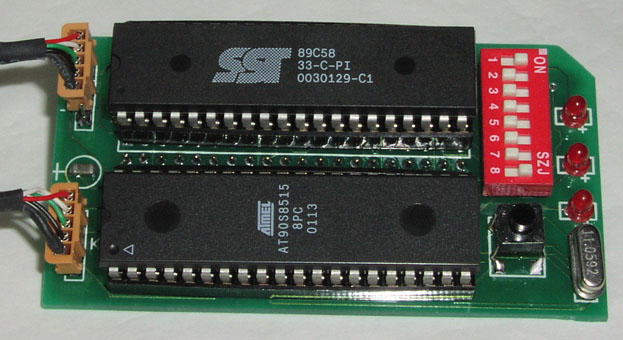 SST
89C58
33-C-PI
0030129-C1
ON
1
2
3
4
5
6
7
8
SZJ
+
+
+
ATMEL
AT90S8515
8PC
0113
K
11.0592